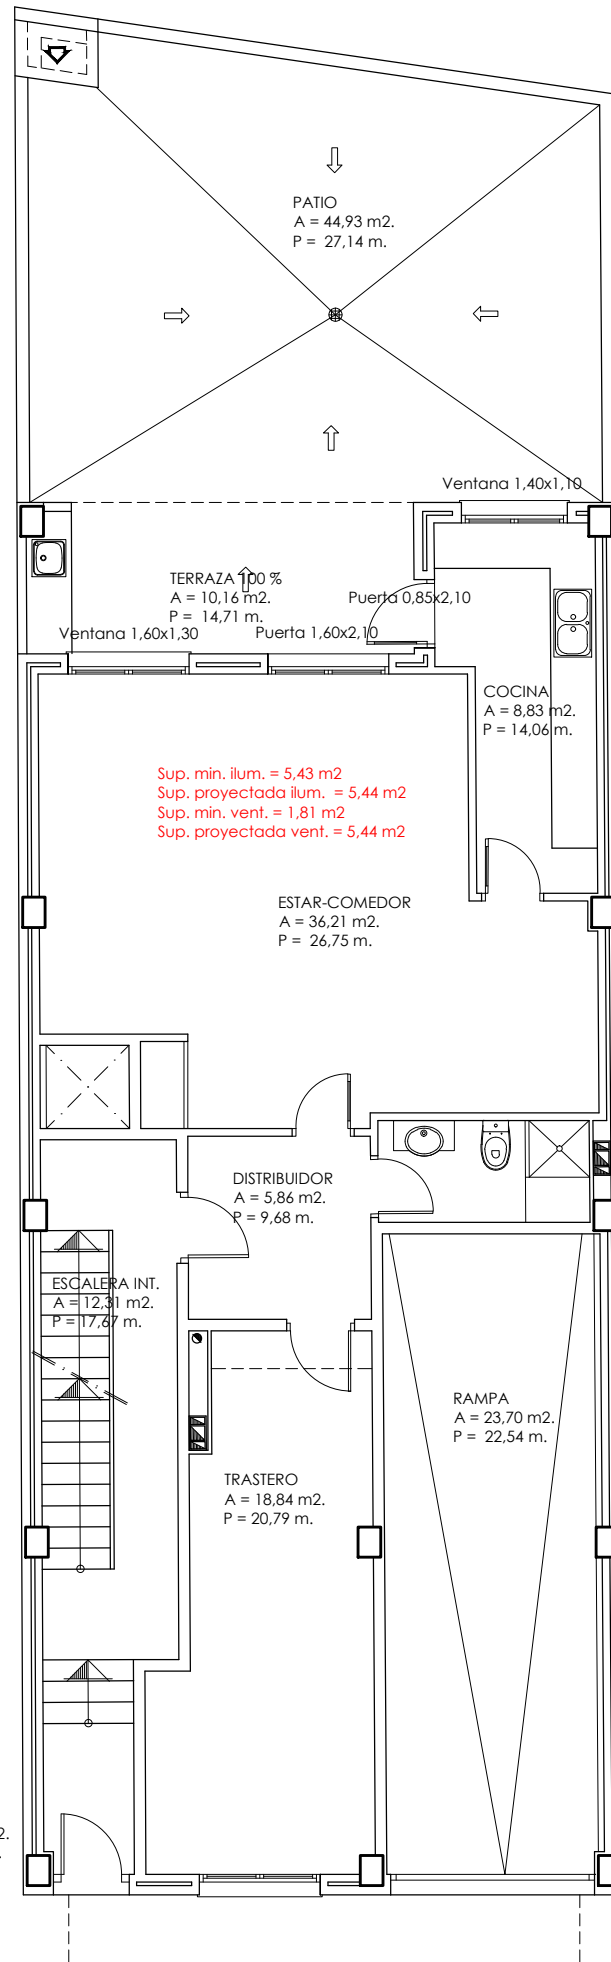 PATIO
A = 44,93 m2.
P = 27,14 m.
Ventana 1,40x1,10
TERRAZA 100 %
A = 10,16 m2.
P = 14,71 m.
Puerta 0,85x2,10
Ventana 1,60x1,30
Puerta 1,60x2,10
COCINA
A = 8,83 m2.
P = 14,06 m.
Sup. min. ilum. = 5,43 m2
Sup. proyectada ilum. = 5,44 m2
Sup. min. vent. = 1,81 m2
Sup. proyectada vent. = 5,44 m2
ESTAR-COMEDOR
A = 36,21 m2.
P = 26,75 m.
DISTRIBUIDOR
A = 5,86 m2.
P = 9,68 m.
ESCALERA INT.
A = 12,31 m2.
P = 17,67 m.
RAMPA
A = 23,70 m2.
P = 22,54 m.
TRASTERO
A = 18,84 m2.
P = 20,79 m.
2.